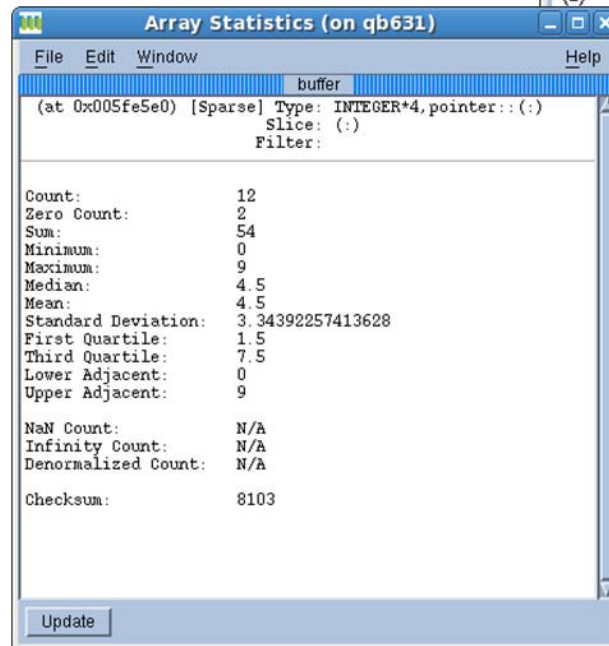 Array Statistics (on qb631)
File Edit Window Help
buffer
(at 0x005fe5e0) [Sparse] Type: INTEGER*4,pointer::(:)
Slice: (:)
Filter:
Count: 12
Zero Count: 2
Sum: 54
Minimum: 0
Maximum: 9
Median: 4.5
Mean: 4.5
Standard Deviation: 3.34392257413628
First Quartile: 1.5
Third Quartile: 7.5
Lower Adjacent: 0
Upper Adjacent: 9
NaN Count: N/A
Infinity Count: N/A
Denormalized Count: N/A
Checksum: 8103
Update